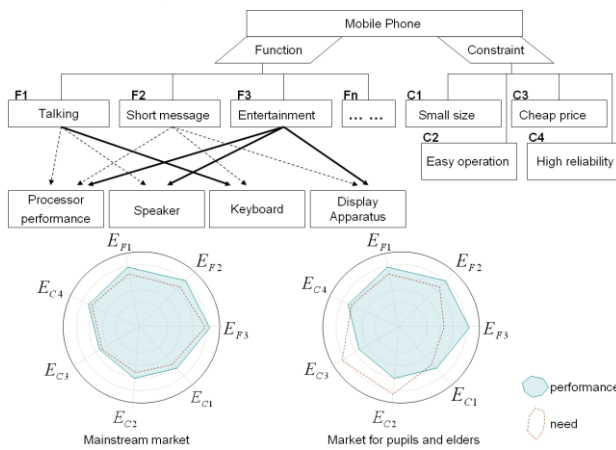 Mobile Phone
Function
Constraint
F1
F2
F3
Fn
C1
C3
Talking
Short message
Entertainment
... ...
Small size
Cheap price
C2
C4
Easy operation
High reliability
Processor
performance
Speaker
Keyboard
Display
Apparatus
E_F1
E_F2
E_F3
E_C1
E_C2
E_C3
E_C4
Mainstream market
E_F1
E_F2
E_F3
E_C1
E_C2
E_C3
E_C4
Market for pupils and elders
performance
need